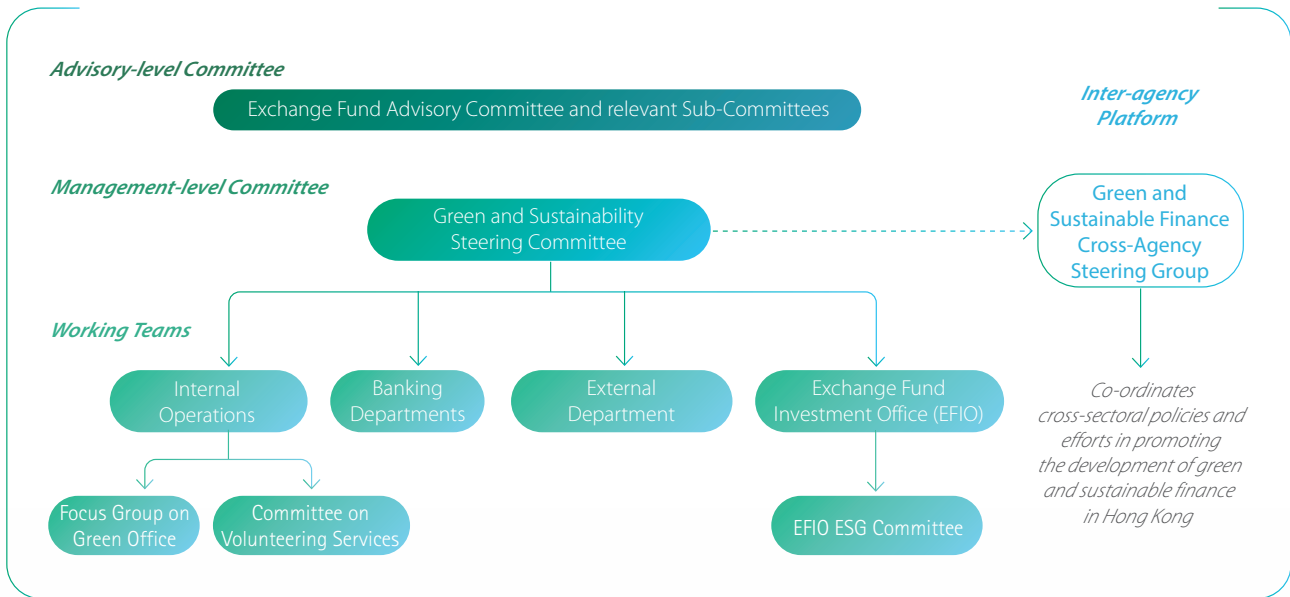 Advisory-level Committee
Exchange Fund Advisory Committee and relevant Sub-Committees
Inter-agency
Platform
Management-level Committee
Green and Sustainability
Steering Committee
Green and
Sustainable Finance
Cross-Agency
Steering Group
Working Teams
Internal
Operations
Banking
Departments
External
Department
Exchange Fund
Investment Office (EFIO)
Co-ordinates
cross-sectoral policies and
efforts in promoting
the development of green
and sustainable finance
in Hong Kong
Focus Group on
Green Office
Committee on
Volunteering Services
EFIO ESG Committee